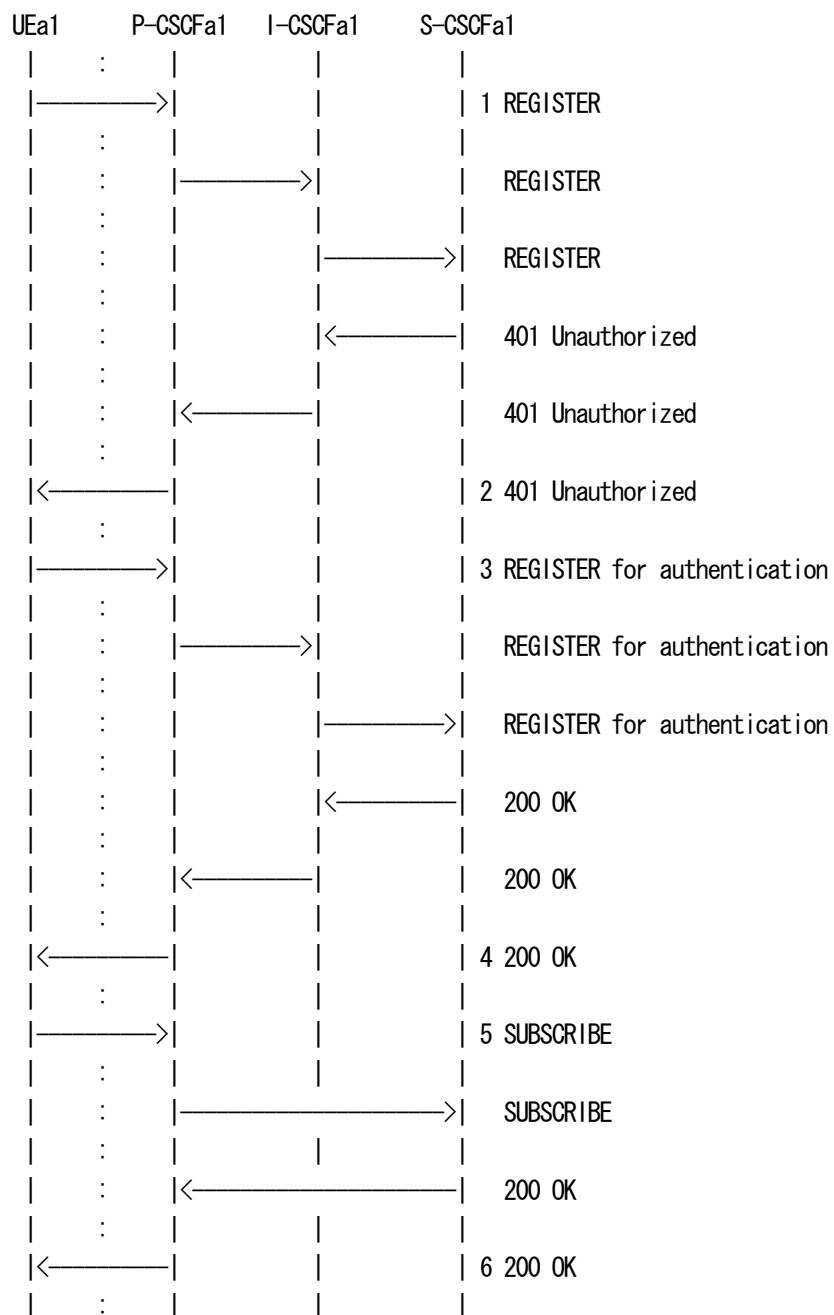 UEa1 P-CSCFa1 I-CSCFa1 S-CSCFa1
1 REGISTER
REGISTER
REGISTER
401 Unauthorized
401 Unauthorized
2 401 Unauthorized
3 REGISTER for authentication
REGISTER for authentication
REGISTER for authentication
200 OK
200 OK
4 200 OK
5 SUBSCRIBE
SUBSCRIBE
200 OK
6 200 OK